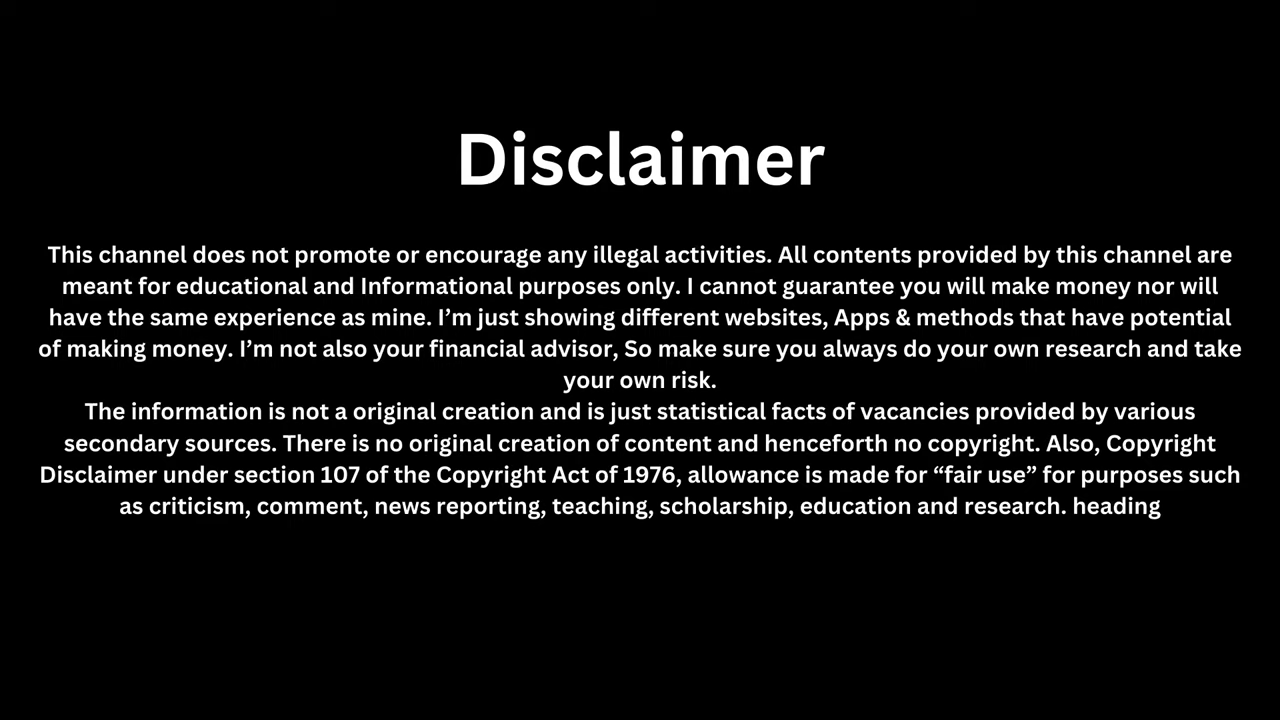 Disclaimer
This channel does not promote or encourage any illegal activities. All contents provided by this channel are
meant for educational and Informational purposes only. I cannot guarantee you will make money nor will
have the same experience as mine. I’m just showing different websites, Apps & methods that have potential
of making money. I’m not also your financial advisor, So make sure you always do your own research and take
your own risk.
The information is not a original creation and is just statistical facts of vacancies provided by various
secondary sources. There is no original creation of content and henceforth no copyright. Also, Copyright
Disclaimer under section 107 of the Copyright Act of 1976, allowance is made for “fair use” for purposes such
as criticism, comment, news reporting, teaching, scholarship, education and research. heading